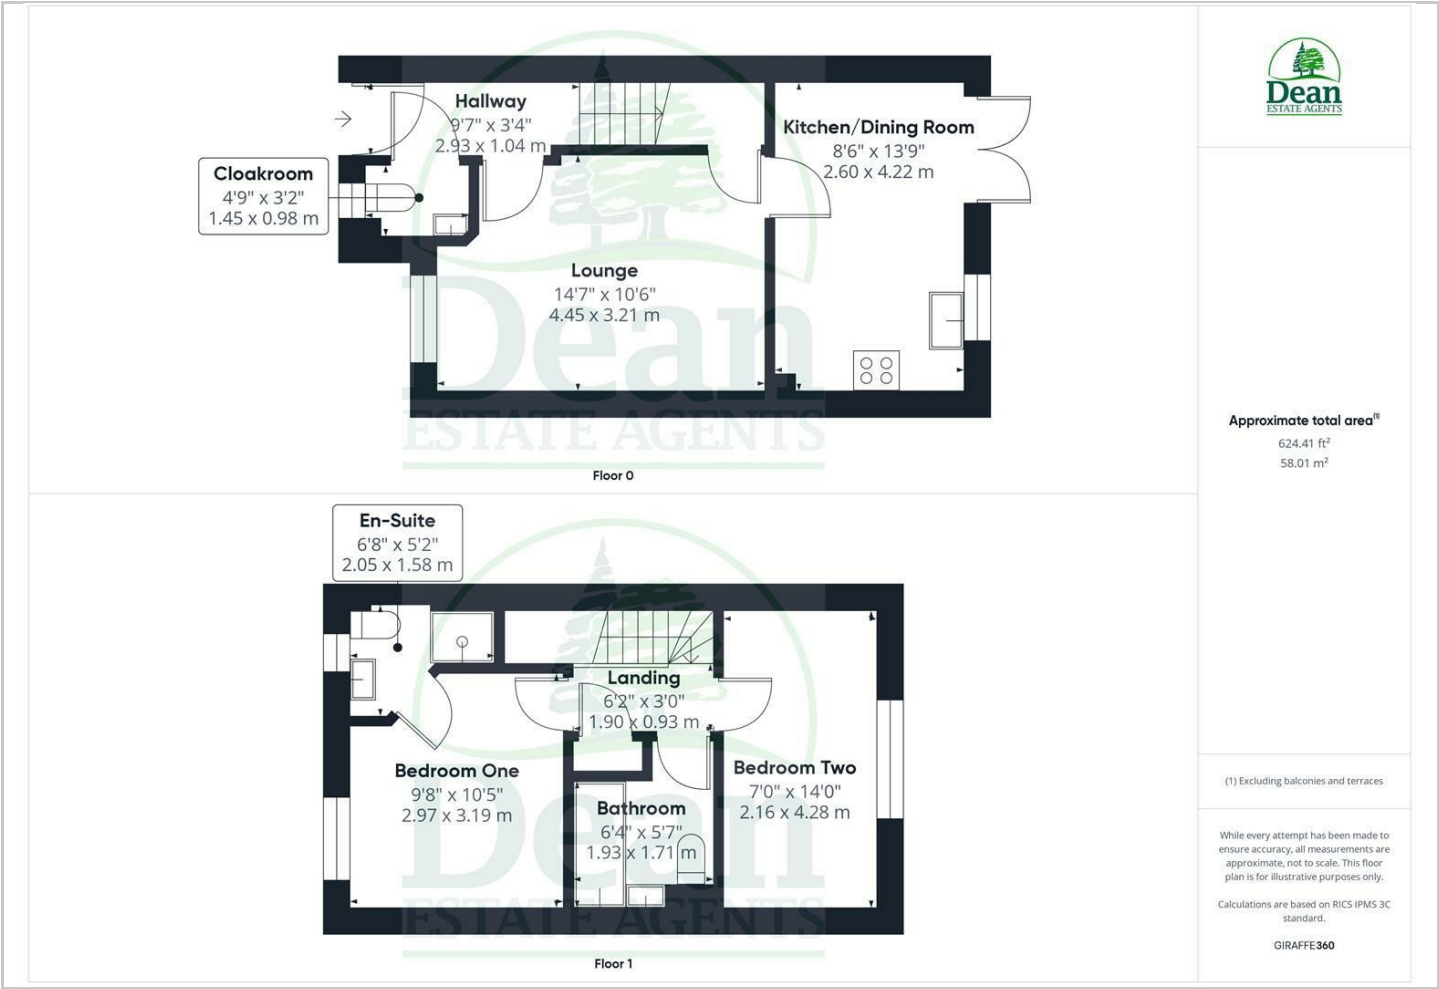 Hallway
9'7" x 3'4"
2.93 x 1.04 m
Kitchen/Dining Room
8'6" x 13'9"
2.60 x 4.22 m
Cloakroom
4'9" x 3'2"
1.45 x 0.98 m
Lounge
14'7" x 10'6"
4.45 x 3.21 m
Dean
ESTATE AGENTS
Floor 0
En-Suite
6'8" x 5'2"
2.05 x 1.58 m
Landing
6'2" x 3'0"
1.90 x 0.93 m
Bedroom One
9'8" x 10'5"
2.97 x 3.19 m
Bedroom Two
7'0" x 14'0"
2.16 x 4.28 m
Bathroom
6'4" x 5'7"
1.93 x 1.71 m
Dean
ESTATE AGENTS
Floor 1
Dean
ESTATE AGENTS
Approximate total area(1)
624.41 ft²
58.01 m²
(1) Excluding balconies and terraces
While every attempt has been made to
ensure accuracy, all measurements are
approximate, not to scale. This floor
plan is for illustrative purposes only.
Calculations are based on RICS IPMS 3C
standard.
GIRAFFE360